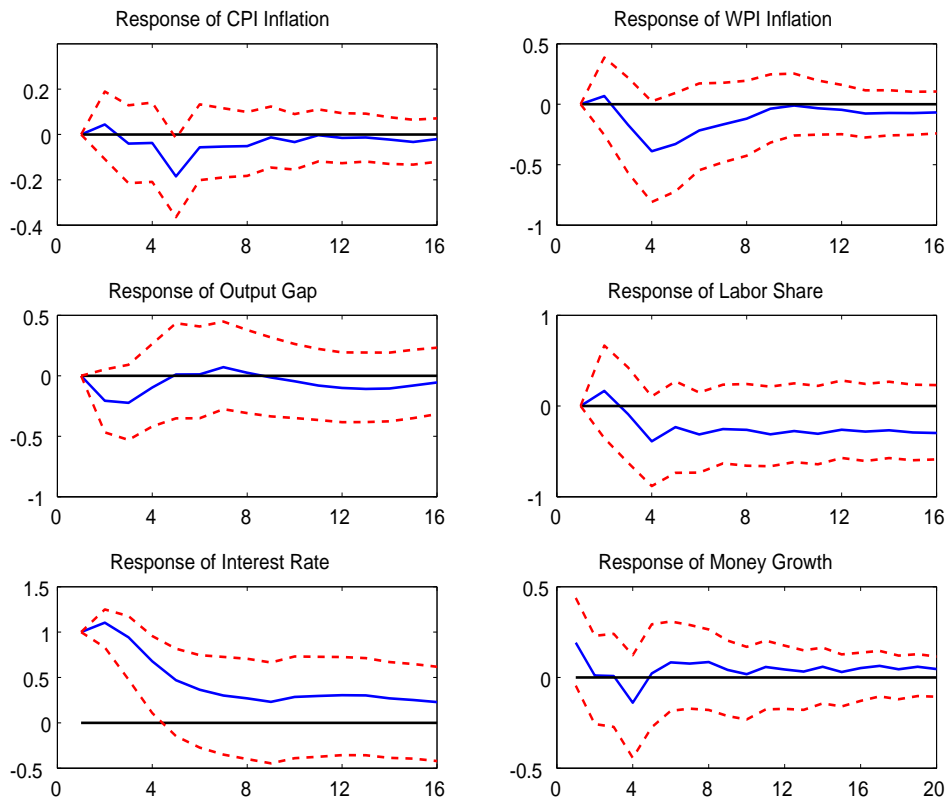 Response of CPI Inflation
0.2
0
-0.2
-0.4
0 4 8 12 16
Response of WPI Inflation
0.5
0
-0.5
-1
0 4 8 12 16
Response of Output Gap
0.5
0
-0.5
-1
0 4 8 12 16
Response of Labor Share
1
0
-1
0 4 8 12 16
Response of Interest Rate
1.5
1
0.5
0
-0.5
0 4 8 12 16
Response of Money Growth
0.5
0
-0.5
0 4 8 12 16 20